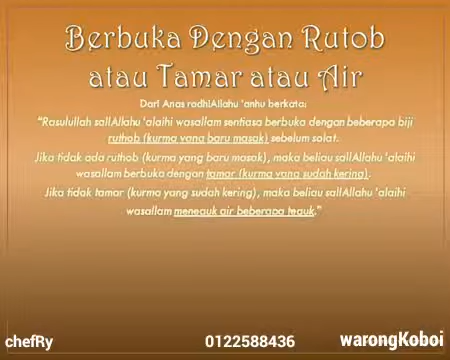 Berbuka Dengan Rutob
atau Tamar atau Air
Dari Anas radhiAllahu 'anhu berkata:
"Rasulullah sallAllahu 'alaihi wasallam sentiasa berbuka dengan beberapa biji
ruthob (kurma yang baru masak) sebelum solat.
Jika tidak ada ruthob (kurma yang baru masak), maka beliau sallAllahu 'alaihi
wasallam berbuka dengan tamar (kurma yang sudah kering).
Jika tidak tamar (kurma yang sudah kering), maka beliau sallAllahu 'alaihi
wasallam meneguk air beberapa teguk."
chefRy
0122588436
warongKoboi